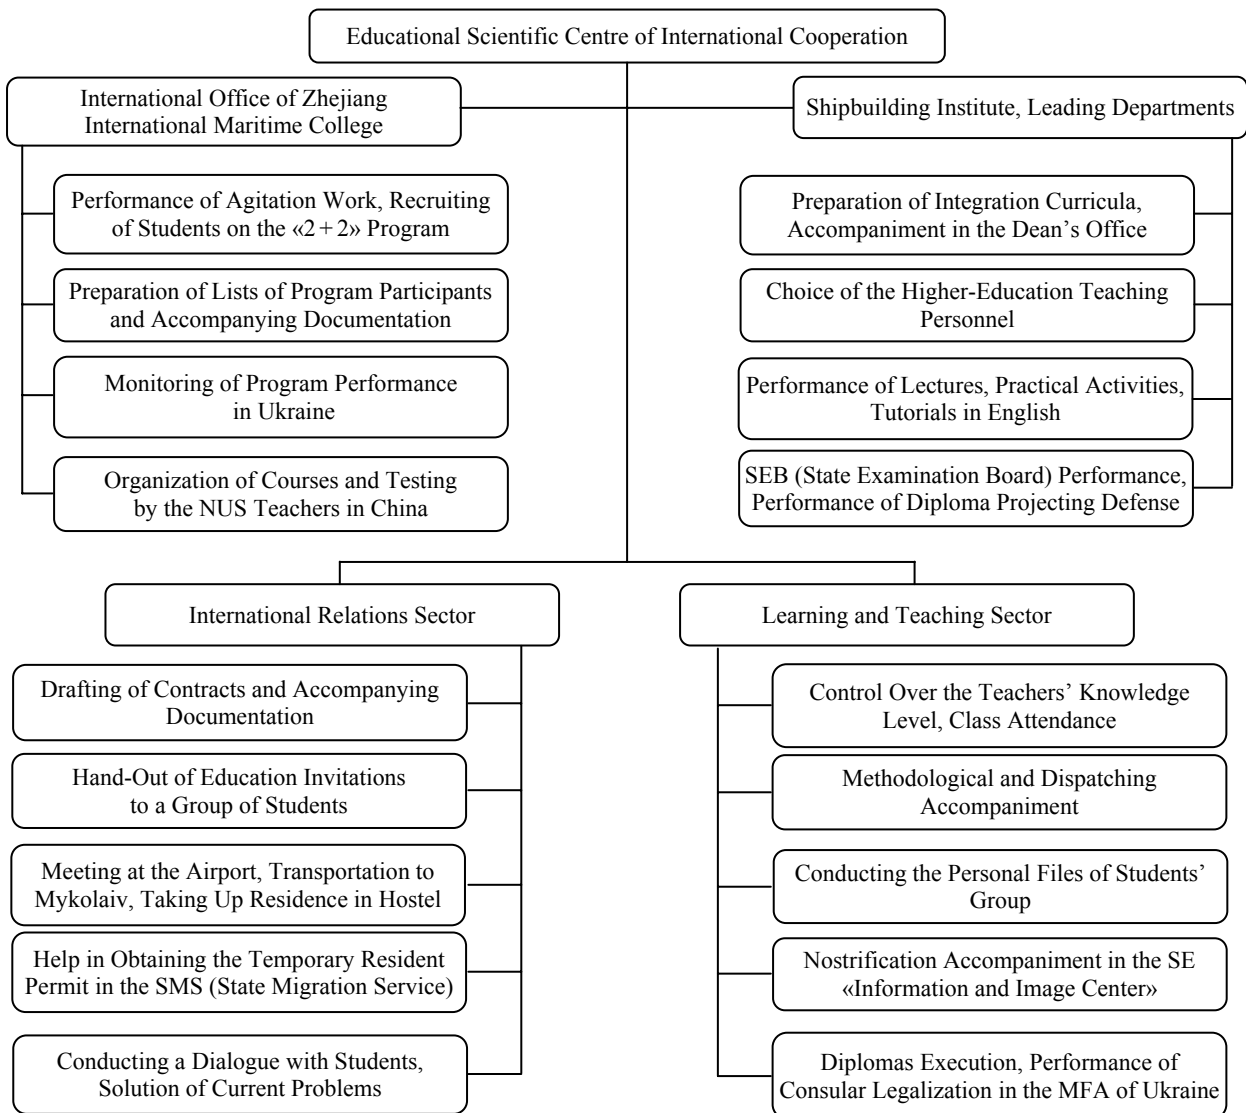 Educational Scientific Centre of International Cooperation
International Office of Zhejiang
International Maritime College
Performance of Agitation Work, Recruiting
of Students on the «2 + 2» Program
Preparation of Lists of Program Participants
and Accompanying Documentation
Monitoring of Program Performance
in Ukraine
Organization of Courses and Testing
by the NUS Teachers in China
Shipbuilding Institute, Leading Departments
Preparation of Integration Curricula,
Accompaniment in the Dean’s Office
Choice of the Higher-Education Teaching
Personnel
Performance of Lectures, Practical Activities,
Tutorials in English
SEB (State Examination Board) Performance,
Performance of Diploma Projecting Defense
International Relations Sector
Drafting of Contracts and Accompanying
Documentation
Hand-Out of Education Invitations
to a Group of Students
Meeting at the Airport, Transportation to
Mykolaiv, Taking Up Residence in Hostel
Help in Obtaining the Temporary Resident
Permit in the SMS (State Migration Service)
Conducting a Dialogue with Students,
Solution of Current Problems
Learning and Teaching Sector
Control Over the Teachers’ Knowledge
Level, Class Attendance
Methodological and Dispatching
Accompaniment
Conducting the Personal Files of Students’
Group
Nostrification Accompaniment in the SE
«Information and Image Center»
Diplomas Execution, Performance of
Consular Legalization in the MFA of Ukraine